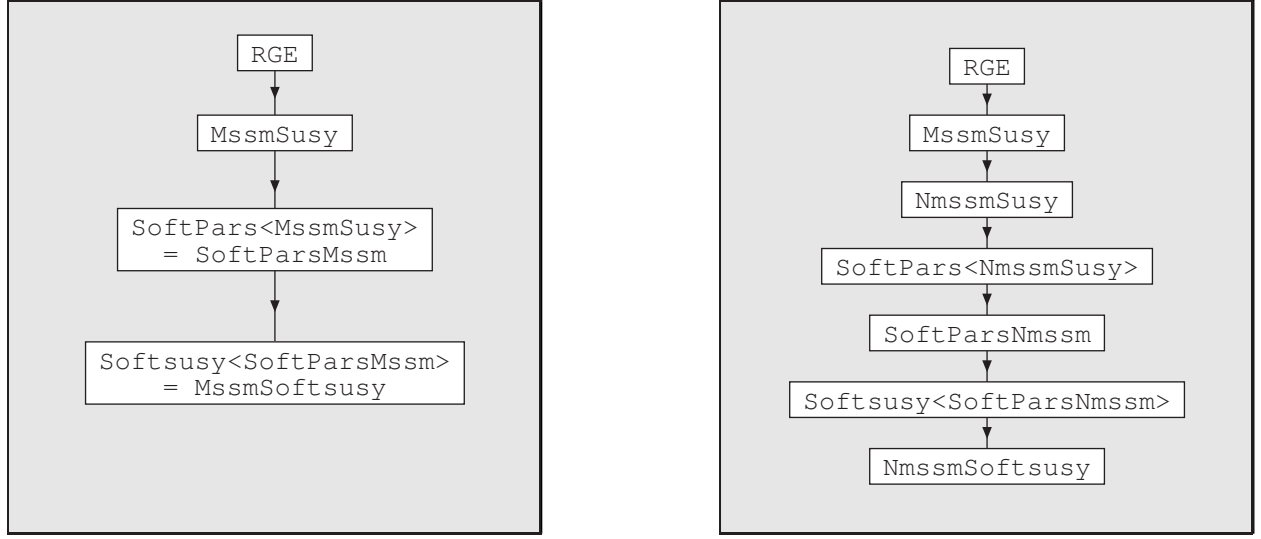 RGE
MssmSusy
SoftPars<MssmSusy>
= SoftParsMssm
Softsusy<SoftParsMssm>
= MssmSoftsusy
RGE
MssmSusy
NmssmSusy
SoftPars<NmssmSusy>
SoftParsNmssm
Softsusy<SoftParsNmssm>
NmssmSoftsusy